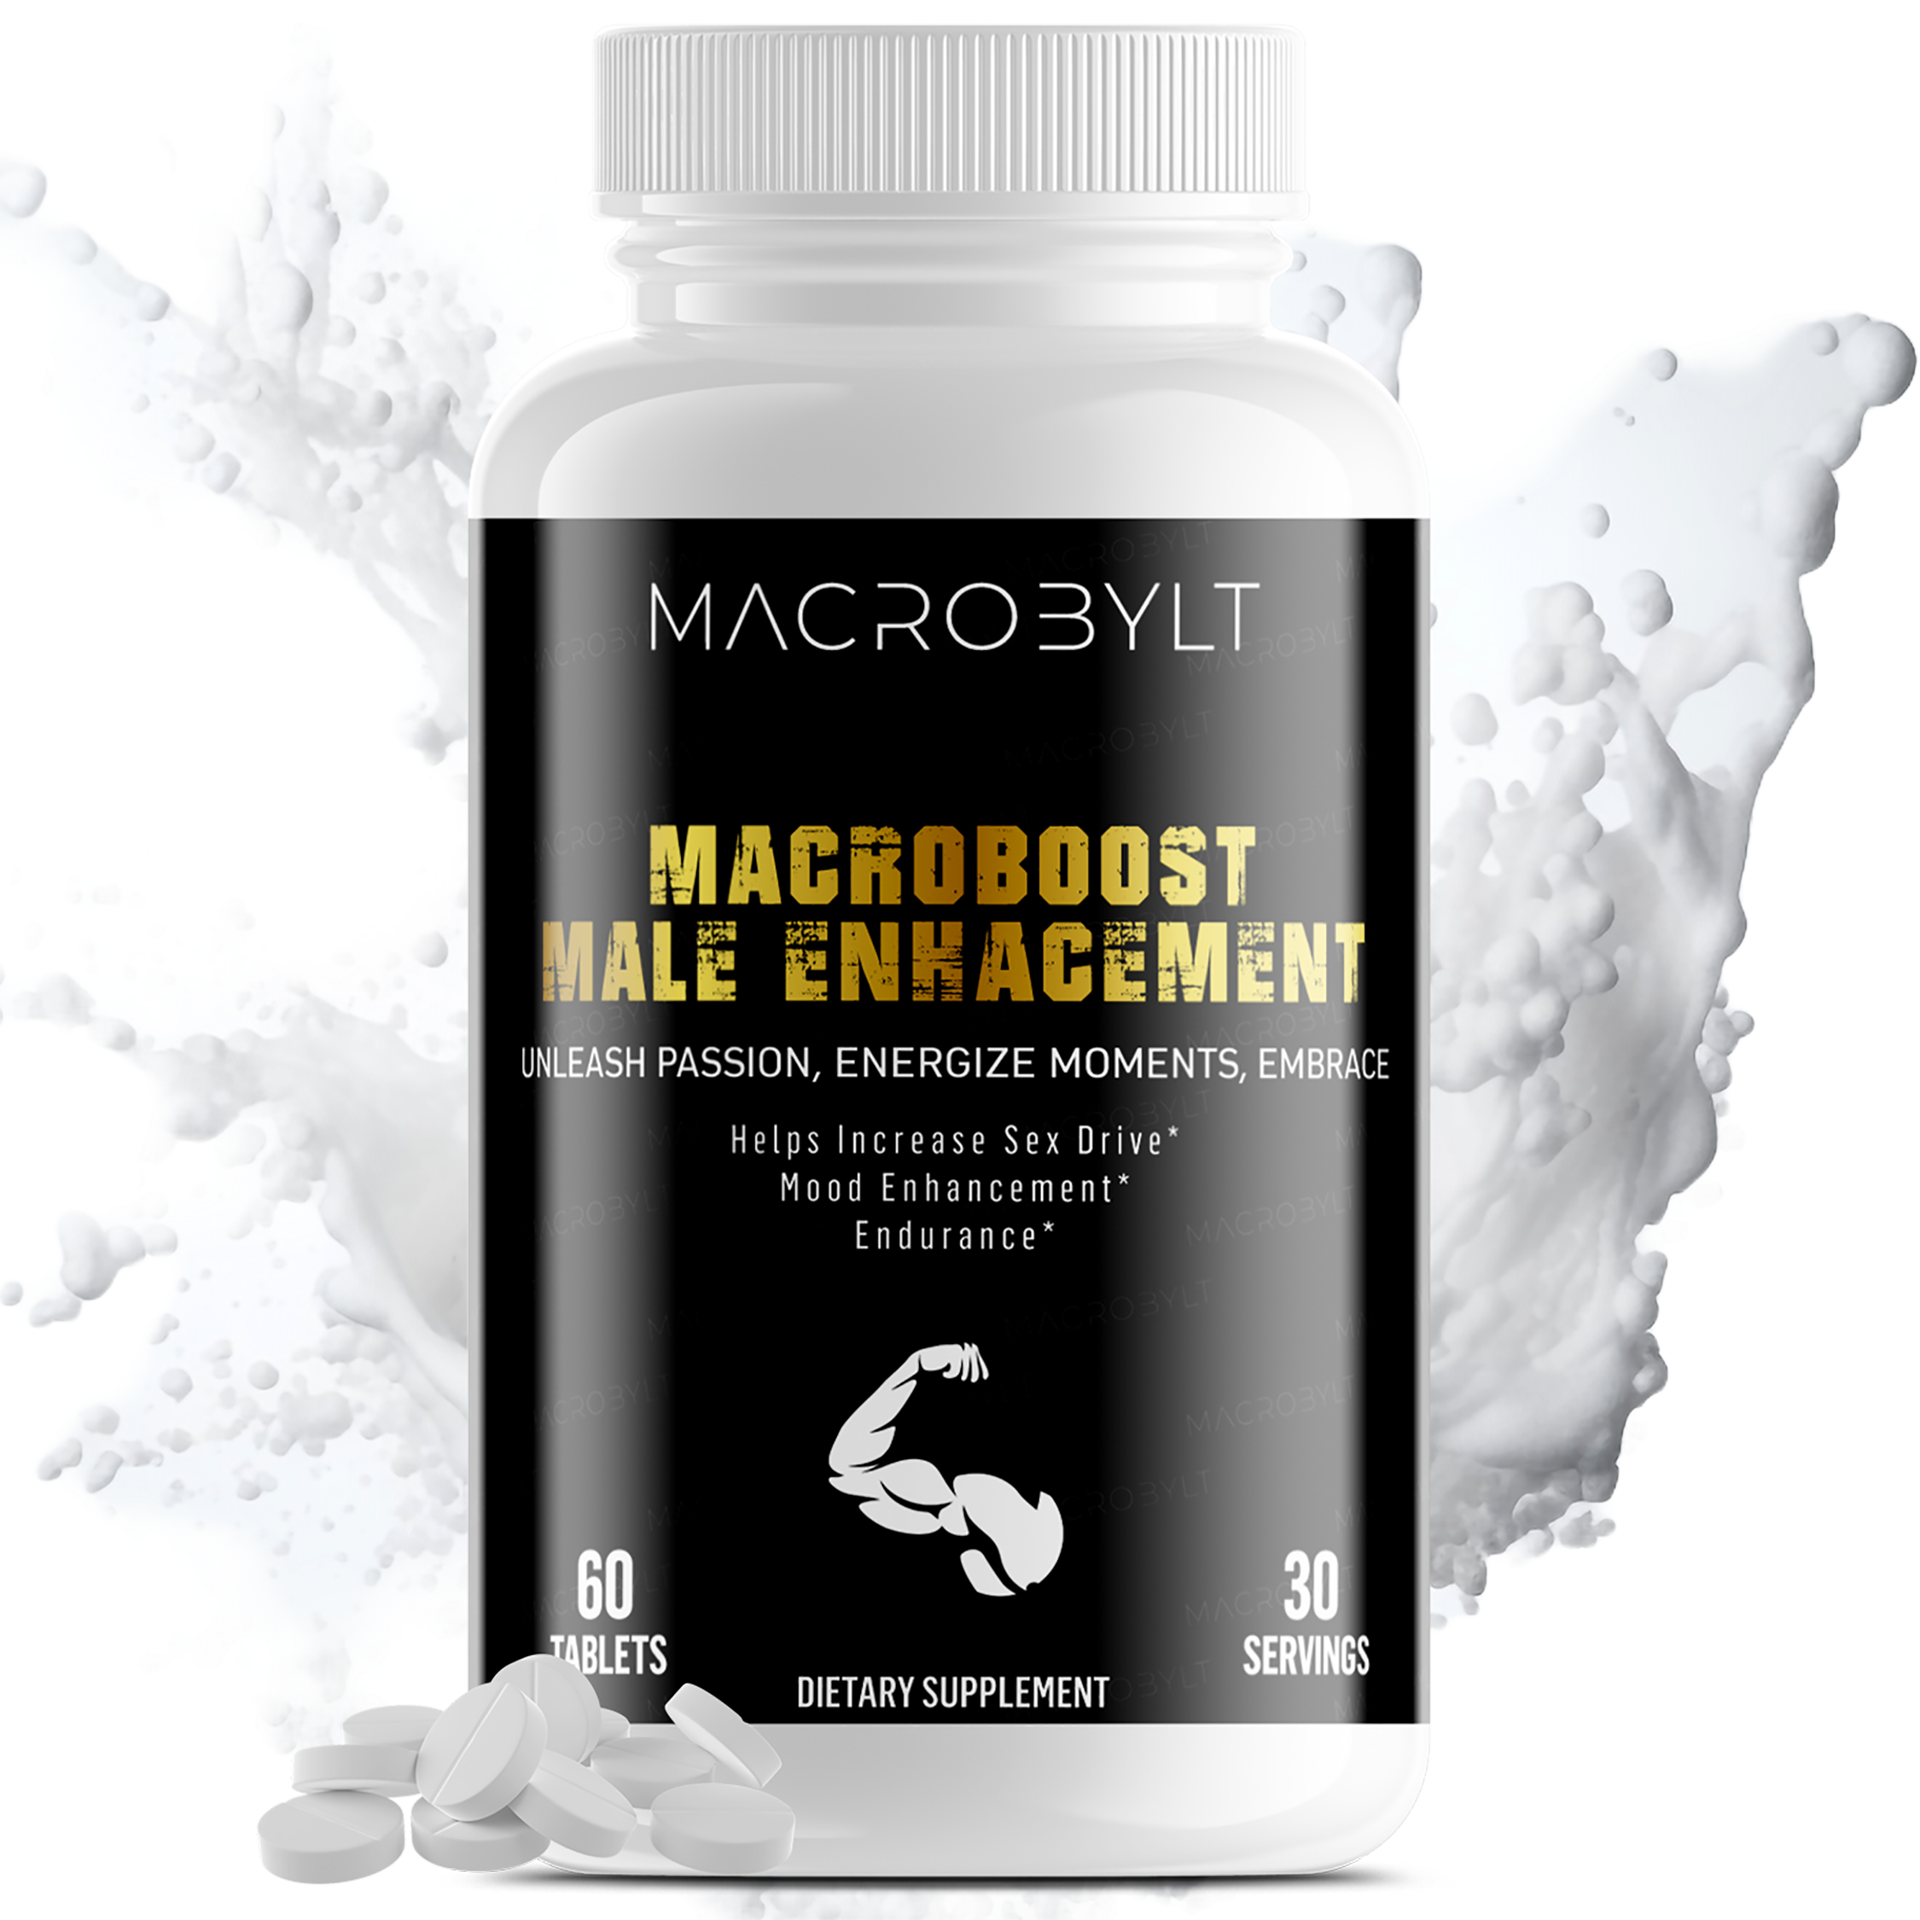 MACROBYLT
MACROBOOST
MALE ENHACEMENT
UNLEASH PASSION, ENERGIZE MOMENTS, EMBRACE
Helps Increase Sex Drive*
Mood Enhancement*
Endurance*
60
TABLETS
30
SERVINGS
DIETARY SUPPLEMENT